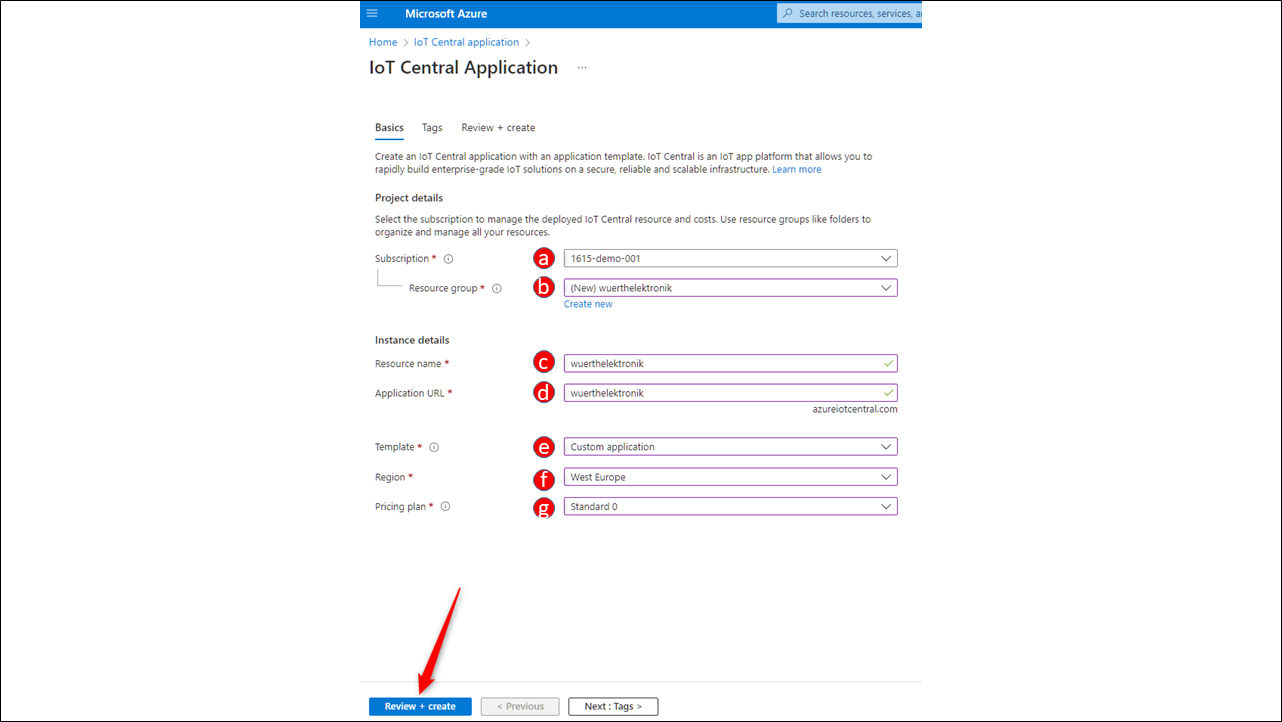 Microsoft Azure
Search resources, services, a
Home > IoT Central application >
IoT Central Application ...
Basics Tags Review + create
Create an IoT Central application with an application template. IoT Central is an IoT app platform that allows you to
rapidly build enterprise-grade IoT solutions on a secure, reliable and scalable infrastructure. Learn more
Project details
Select the subscription to manage the deployed IoT Central resource and costs. Use resource groups like folders to
organize and manage all your resources.
Subscription * a 1615-demo-001
Resource group * b (New) wuerthelektronik
Create new
Instance details
Resource name * c wuerthelektronik
Application URL * d wuerthelektronik
azureiotcentral.com
Template * e Custom application
Region * f West Europe
Pricing plan * g Standard 0
Review + create < Previous Next : Tags >